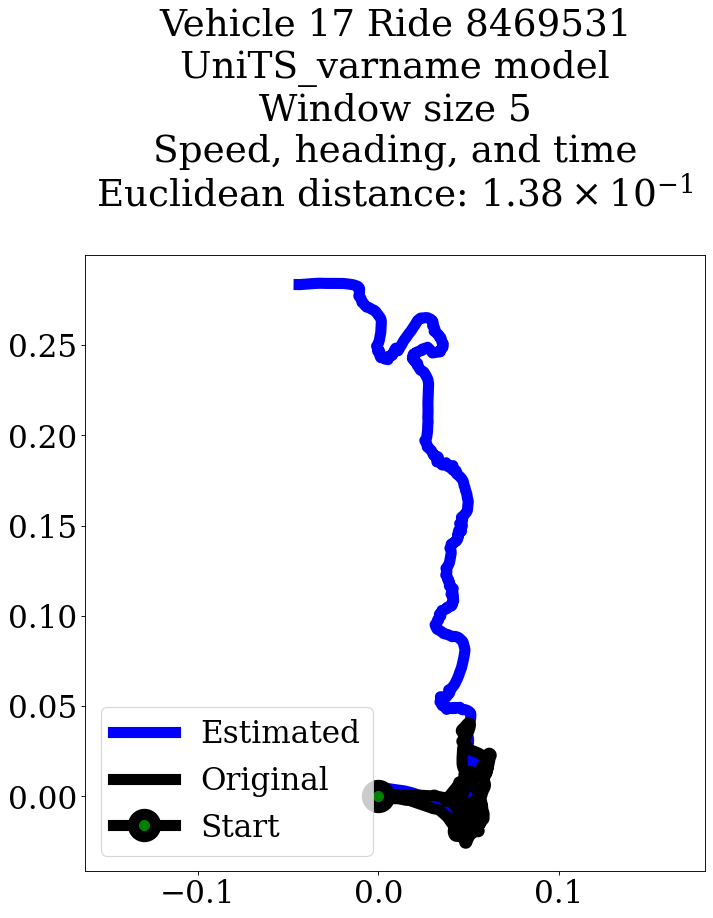 Vehicle 17 Ride 8469531
UniTS_varname model
Window size 5
Speed, heading, and time
Euclidean distance: 1.38 × 10⁻¹
0.25
0.20
0.15
0.10
0.05
0.00
Estimated
Original
Start
−0.1
0.0
0.1